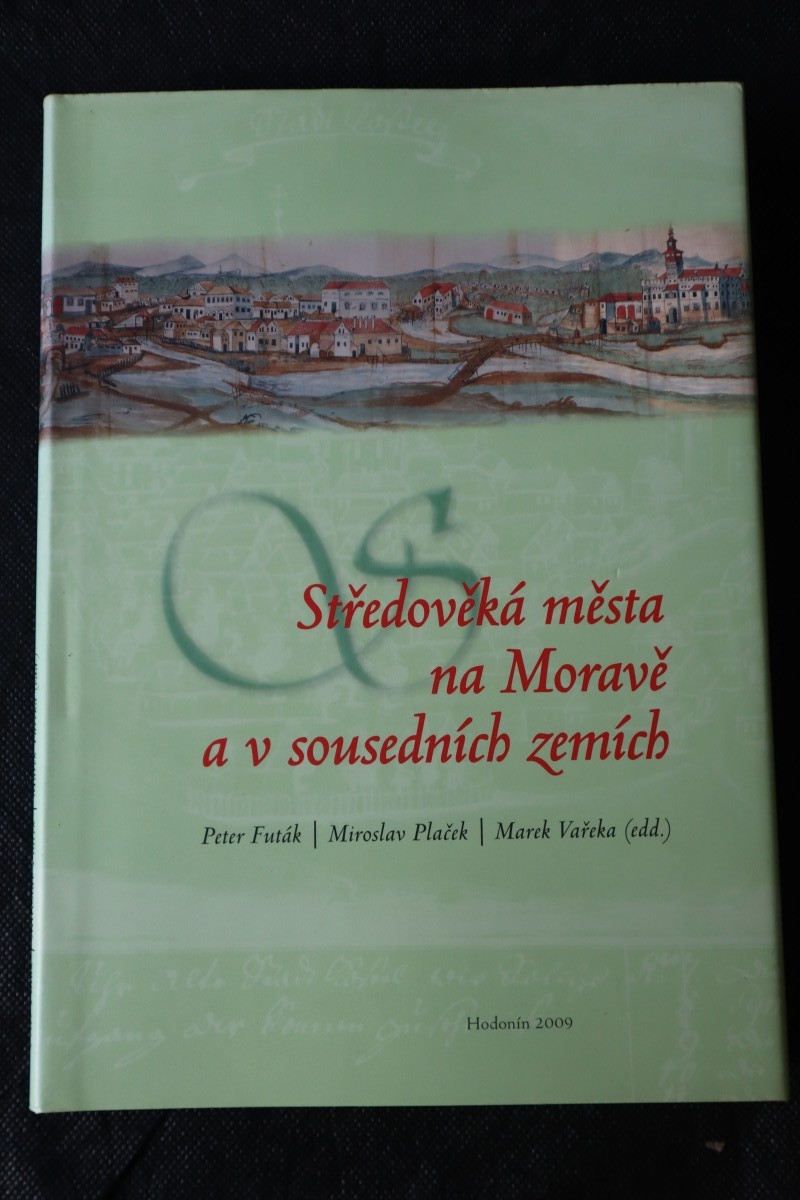 Středověká města
na Moravě
a v sousedních zemích
Peter Futák | Miroslav Plaček | Marek Vařeka (edd.)
Hodonín 2009